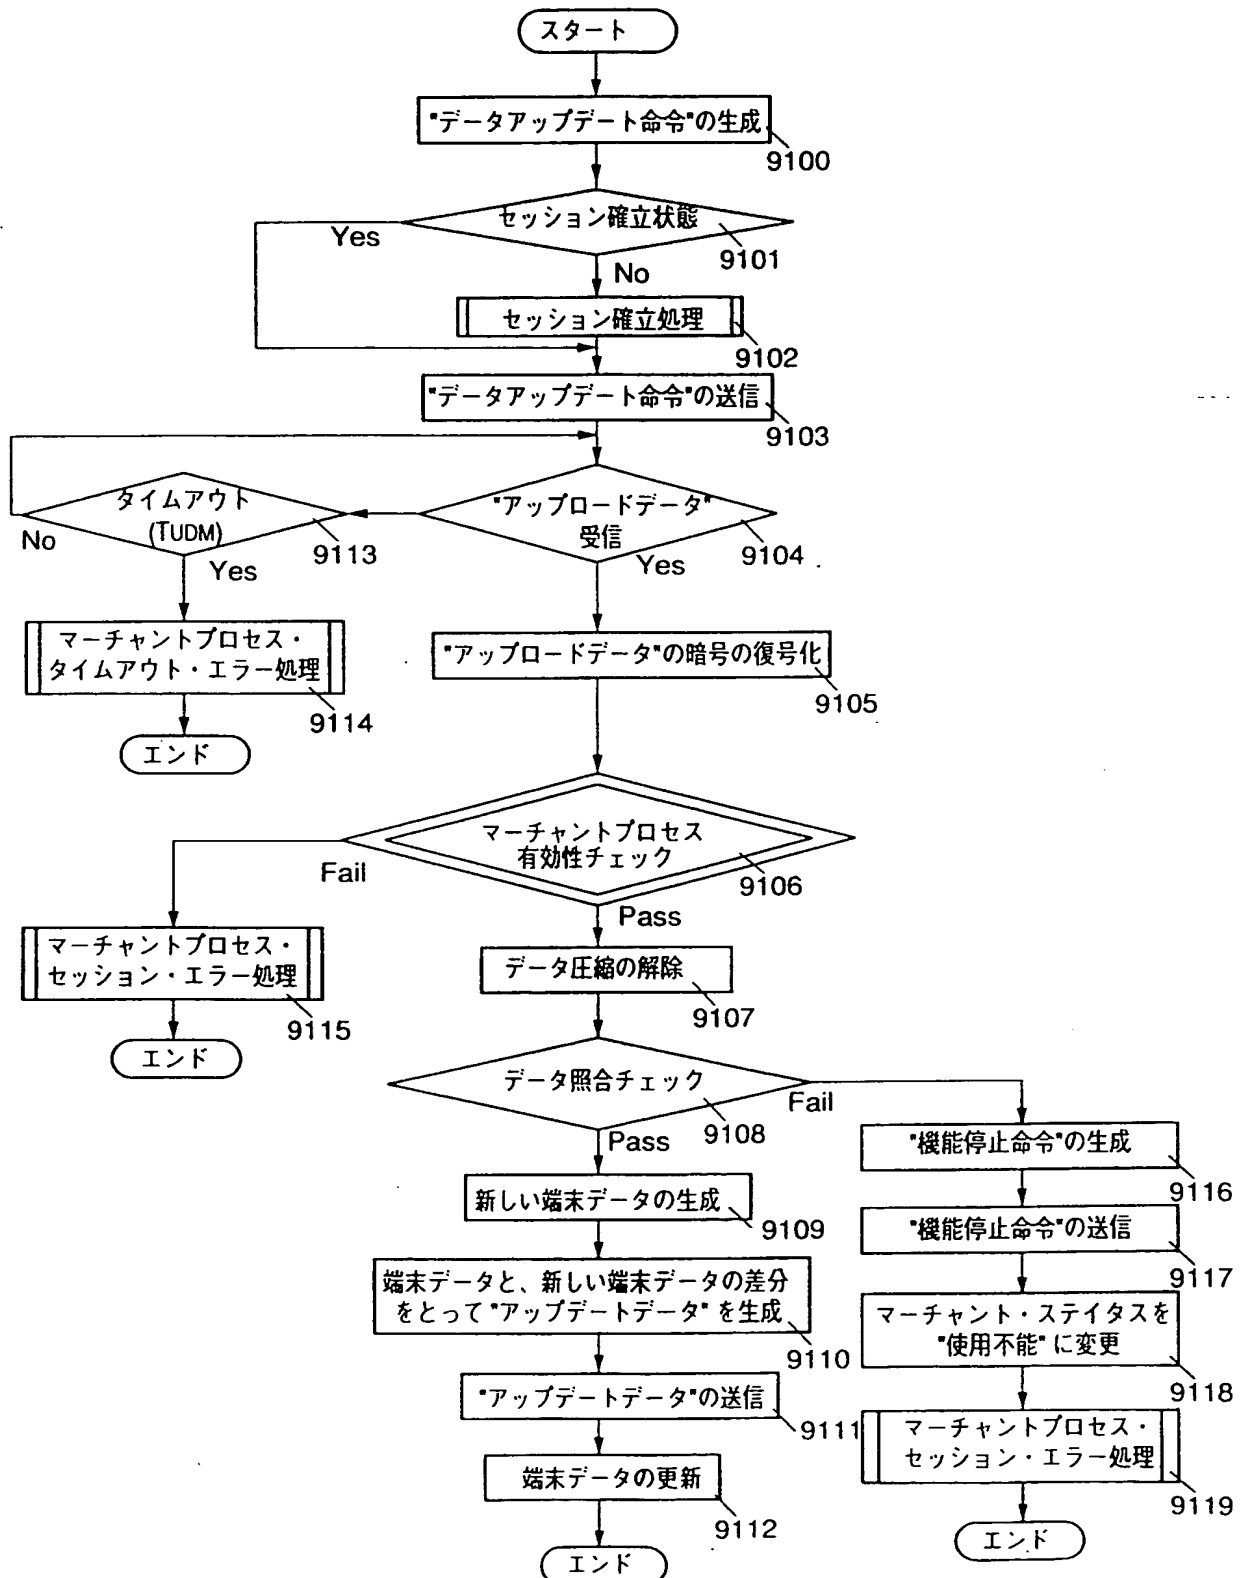 スタート
"データアップデート命令"の生成
9100
セッション確立状態
9101
Yes
No
セッション確立処理
9102
"データアップデート命令"の送信
9103
タイムアウト
(TUDM)
9113
No
Yes
"アップロードデータ"
受信
9104
Yes
マーチャントプロセス・
タイムアウト・エラー処理
9114
エンド
"アップロードデータ"の暗号の復号化
9105
マーチャントプロセス
有効性チェック
9106
Fail
Pass
マーチャントプロセス・
セッション・エラー処理
9115
エンド
データ圧縮の解除
9107
データ照合チェック
9108
Fail
Pass
"機能停止命令"の生成
9116
新しい端末データの生成
9109
"機能停止命令"の送信
9117
端末データと、新しい端末データの差分
をとって"アップデートデータ"を生成
9110
マーチャント・ステイタスを
"使用不能"に変更
9118
"アップデートデータ"の送信
9111
マーチャントプロセス・
セッション・エラー処理
9119
端末データの更新
9112
エンド
エンド